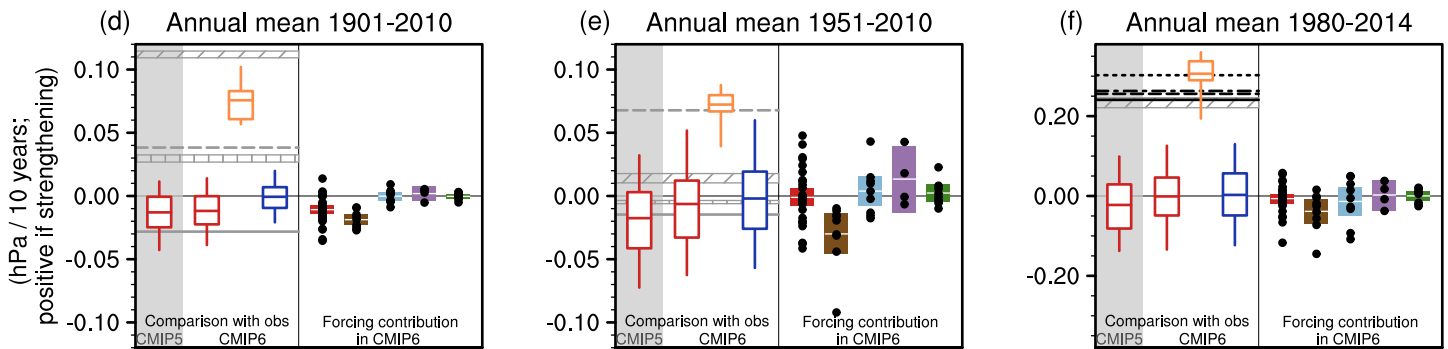 (hPa / 10 years;
positive if strengthening)
(d) Annual mean 1901-2010
0.10
0.05
0.00
-0.05
-0.10
Comparison with obs
CMIP5 CMIP6
Forcing contribution
in CMIP6
(e) Annual mean 1951-2010
0.10
0.05
0.00
-0.05
-0.10
Comparison with obs
CMIP5 CMIP6
Forcing contribution
in CMIP6
(f) Annual mean 1980-2014
0.20
0.00
-0.20
Comparison with obs
CMIP5 CMIP6
Forcing contribution
in CMIP6